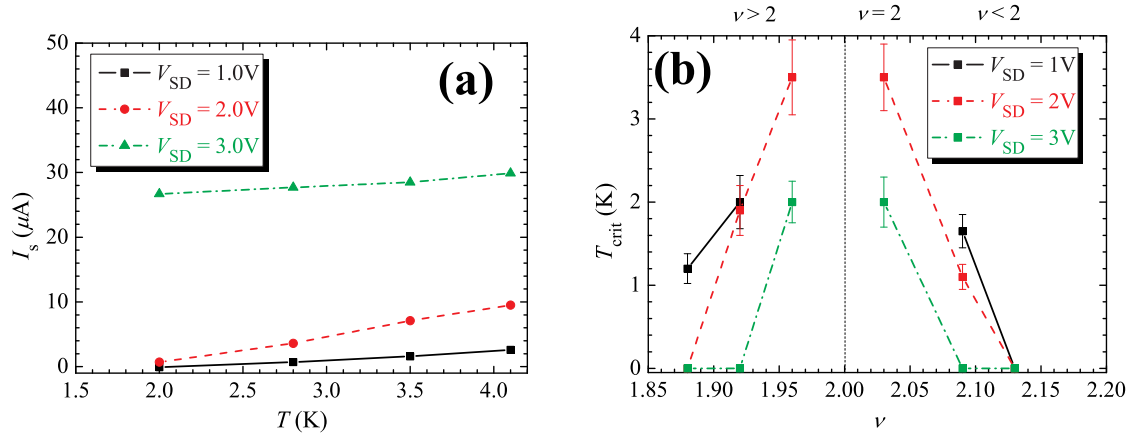 (a)
I_s (μA)
50
40
30
20
10
0
V_SD = 1.0V
V_SD = 2.0V
V_SD = 3.0V
1.5 2.0 2.5 3.0 3.5 4.0
T (K)
(b)
ν > 2 ν = 2 ν < 2
T_crit (K)
4
3
2
1
0
V_SD = 1V
V_SD = 2V
V_SD = 3V
1.85 1.90 1.95 2.00 2.05 2.10 2.15 2.20
ν